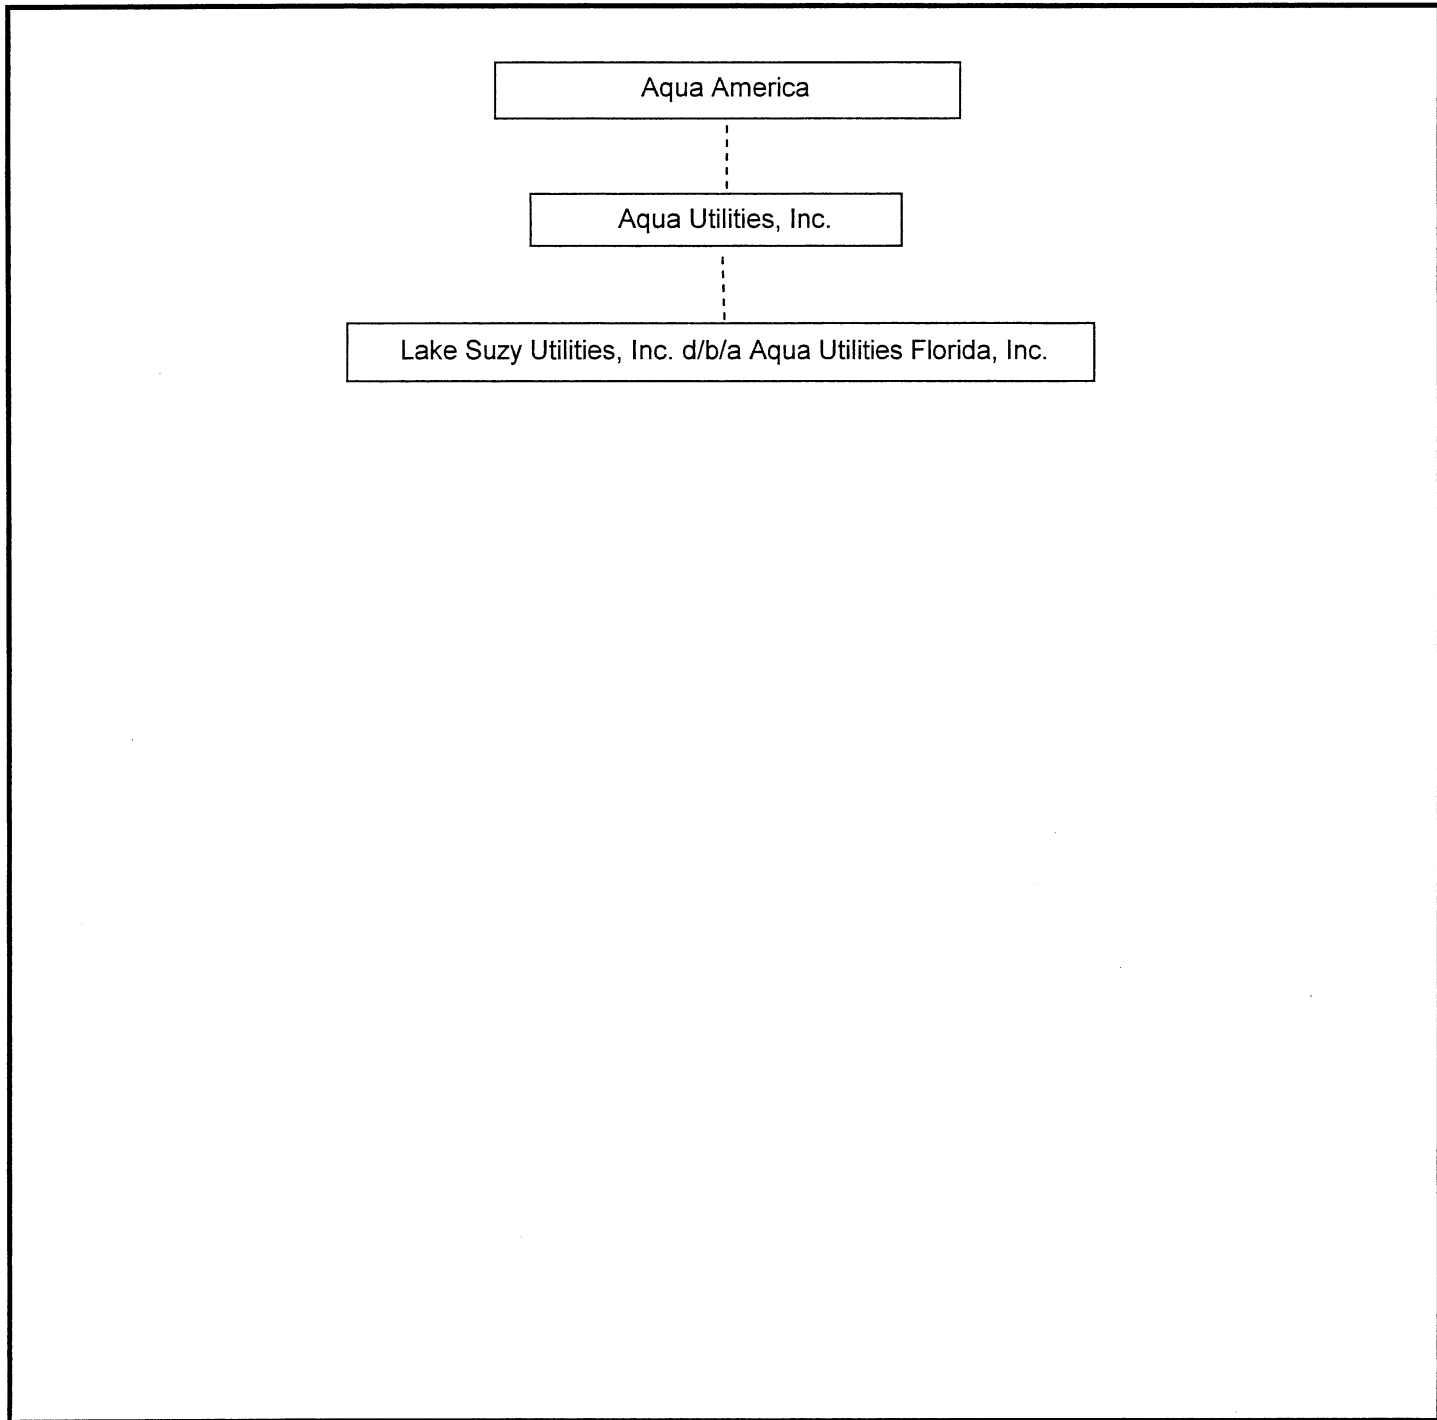 Aqua America
Aqua Utilities, Inc.
Lake Suzy Utilities, Inc. d/b/a Aqua Utilities Florida, Inc.